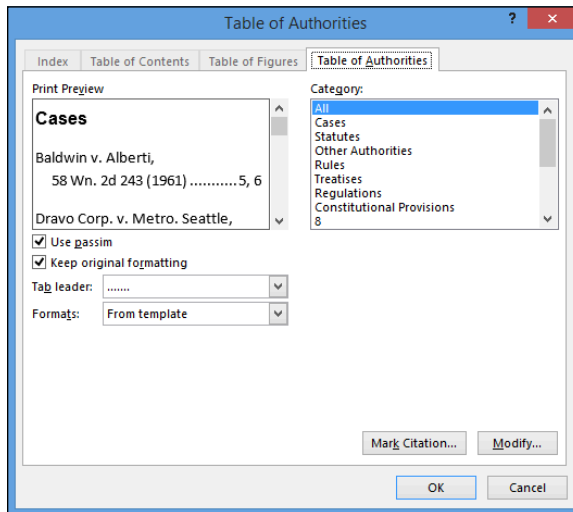 Table of Authorities
?
×
Index
Table of Contents
Table of Figures
Table of Authorities
Print Preview
Cases
Baldwin v. Alberti,
58 Wn. 2d 243 (1961) ...........5, 6
Dravo Corp. v. Metro. Seattle,
Category:
All
Cases
Statutes
Other Authorities
Rules
Treatises
Regulations
Constitutional Provisions
8
Use passim
Keep original formatting
Tab leader: .......
Formats: From template
Mark Citation...
Modify...
OK
Cancel